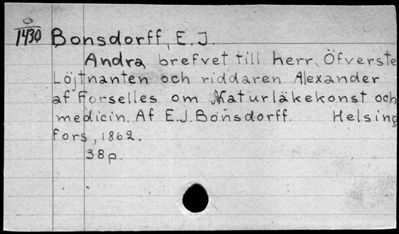 1430 Bonsdorff, E.J.
Andra brefvet till herr Öfverste
Löjtnanten och riddaren Alexander
af Forselles om Naturläkekonst och
medicin. Af E.J. Bonsdorff. Helsing
fors, 1862.
38p.